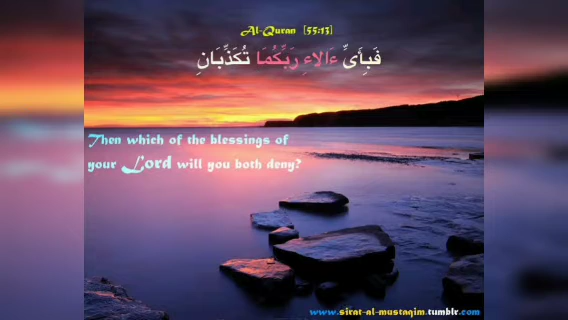 Al-Quran [55:13]
فَبِأَىِّ ءَالَاءِ رَبِّكُمَا تُكَذِّبَانِ
Then which of the blessings of
your Lord will you both deny?
www.sirat-al-mustaqim.tumblr.com